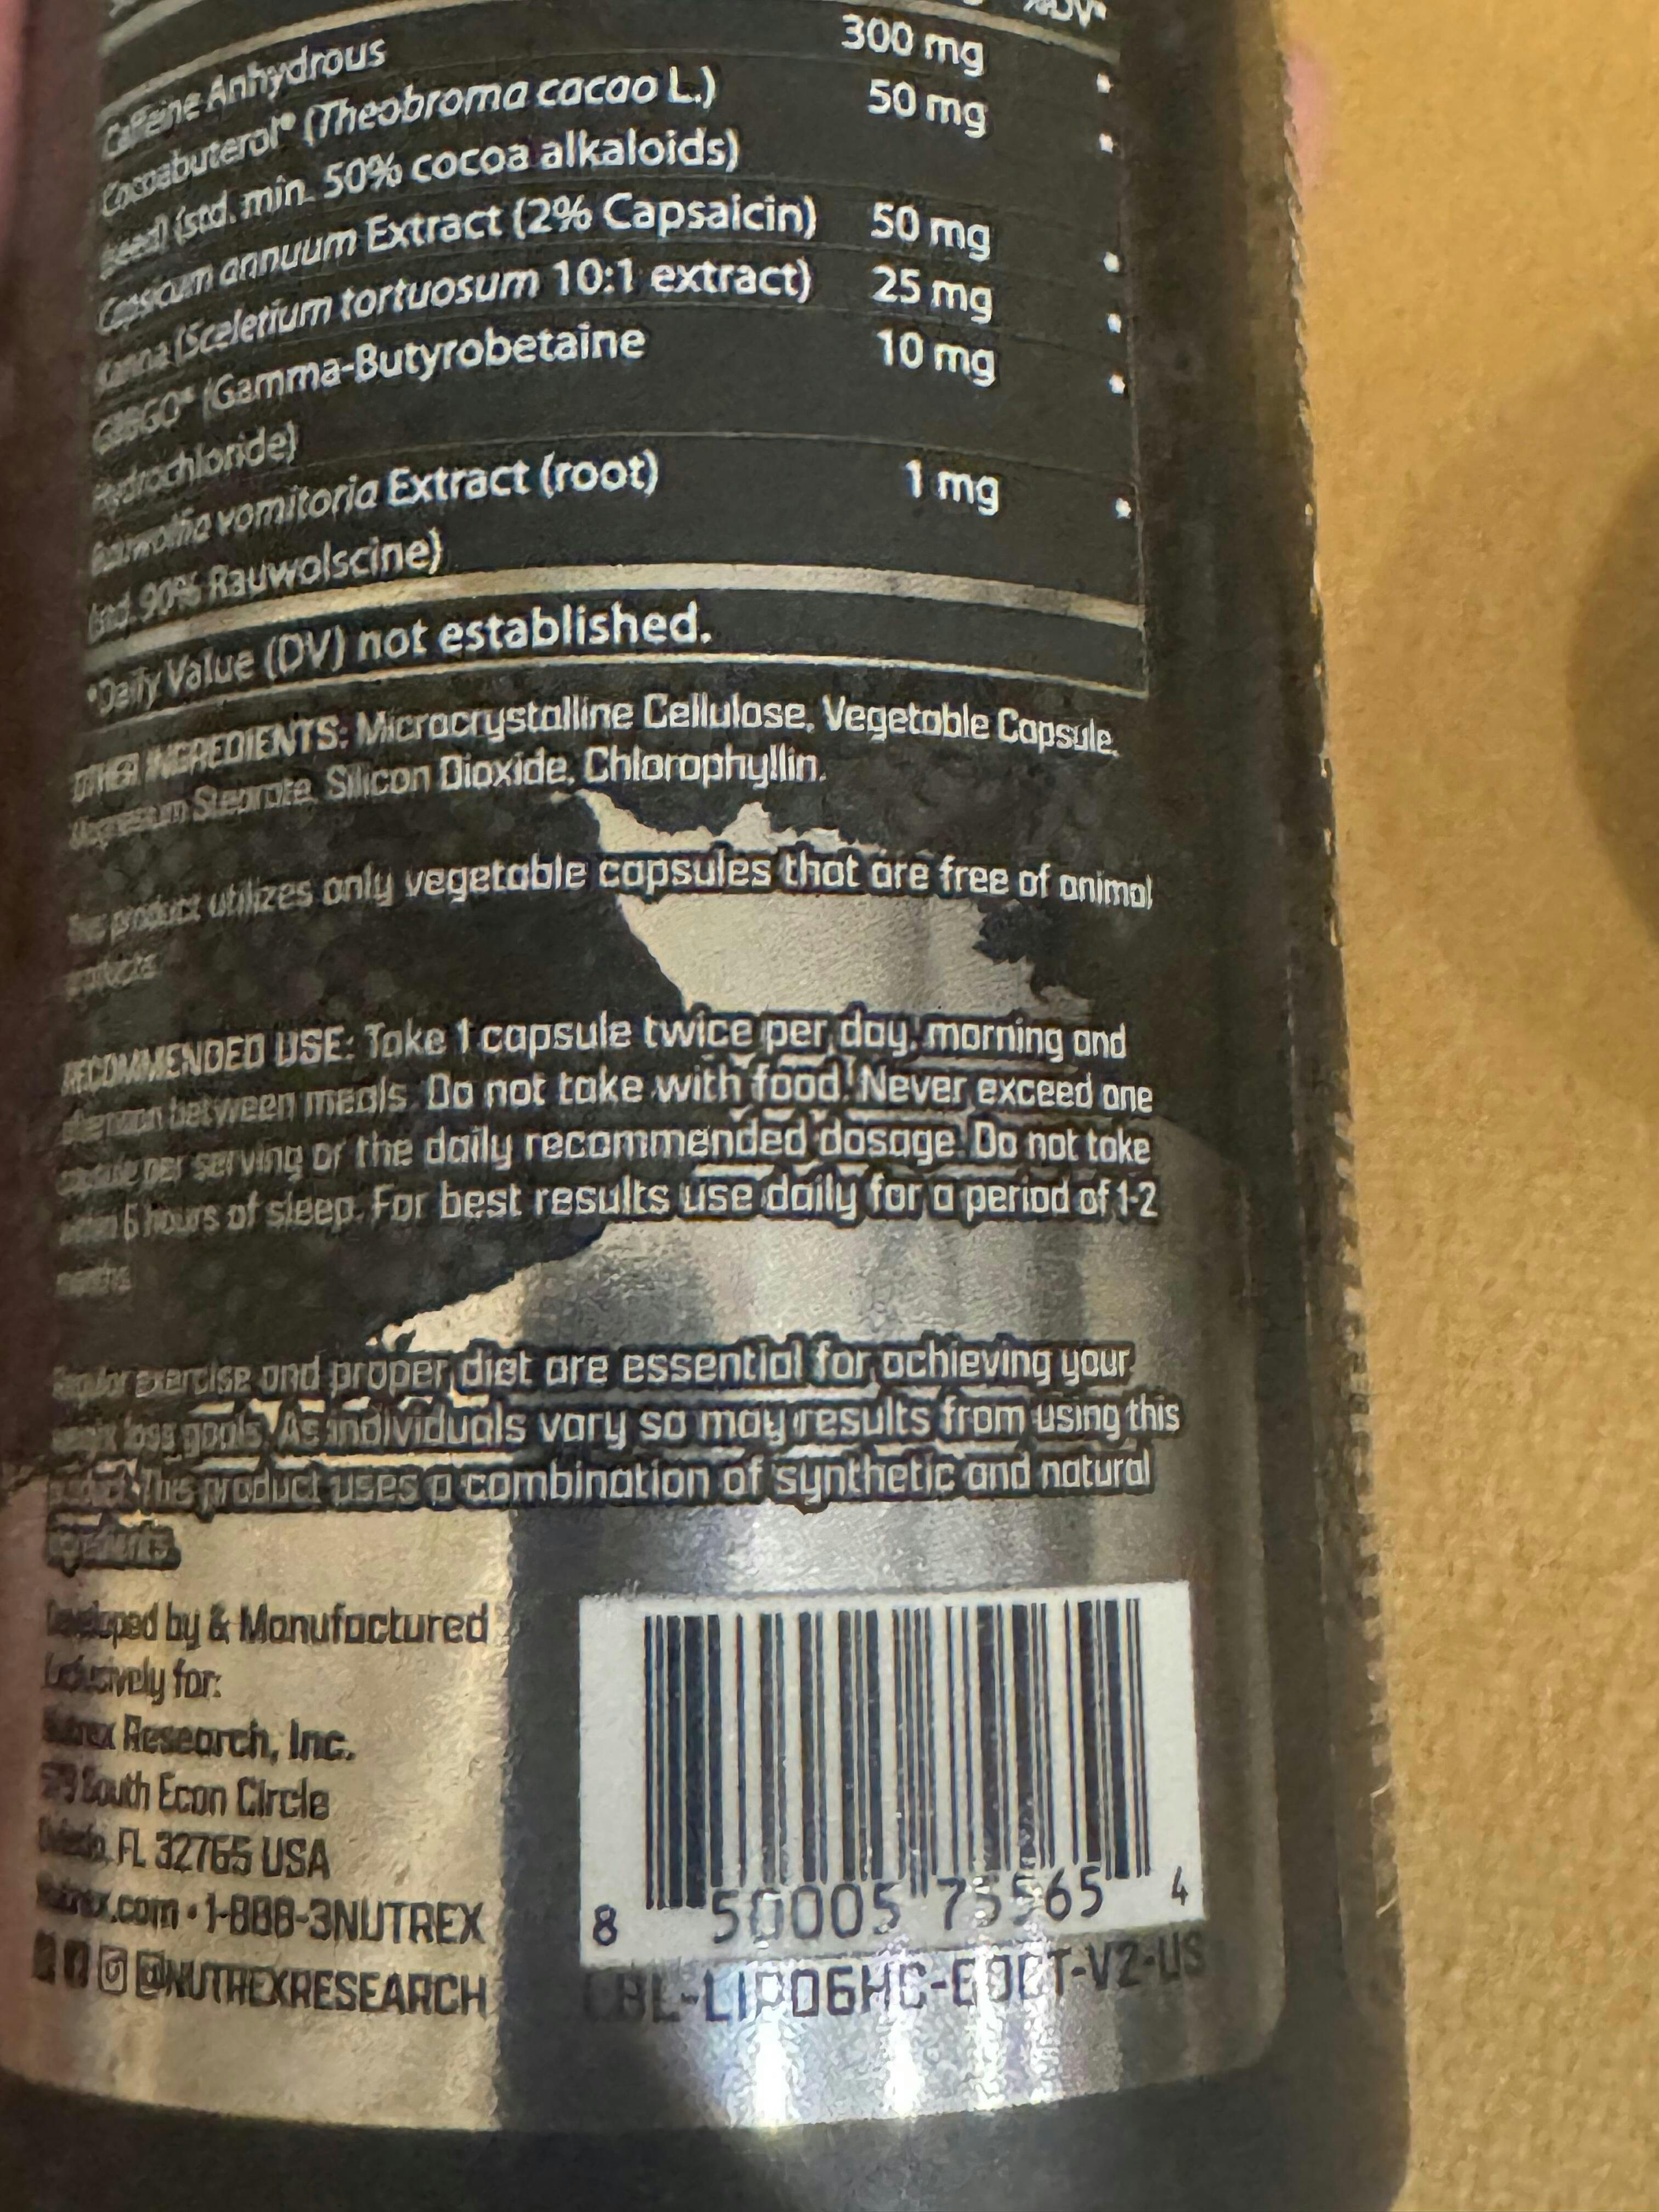 %DV*
Caffeine Anhydrous 300 mg *
Cocoabuterol® (Theobroma cacao L.) 50 mg *
(seed) (std. min. 50% cocoa alkaloids)
Capsicum annuum Extract (2% Capsaicin) 50 mg *
Kanna (Sceletium tortuosum 10:1 extract) 25 mg *
(Gamma-Butyrobetaine 10 mg *
Hydrochloride)
Rauwolfia vomitoria Extract (root) 1 mg *
(std. 90% Rauwolscine)
*Daily Value (DV) not established.
OTHER INGREDIENTS: Microcrystalline Cellulose, Vegetable Capsule,
Magnesium Stearate, Silicon Dioxide, Chlorophyllin.
This product utilizes only vegetable capsules that are free of animal
products.
RECOMMENDED USE: Take 1 capsule twice per day, morning and
afternoon between meals. Do not take with food! Never exceed one
capsule per serving or the daily recommended dosage. Do not take
within 6 hours of sleep. For best results use daily for a period of 1-2
months.
Regular exercise and proper diet are essential for achieving your
weight loss goals. As individuals vary so may results from using this
product. This product uses a combination of synthetic and natural
ingredients.
Developed by & Manufactured
Exclusively for:
Nutrex Research, Inc.
579 South Econ Circle
Oviedo, FL 32765 USA
Nutrex.com • 1-888-3NUTREX
@NUTREXRESEARCH
8 50005 75565 4
LBL-LIPO6HC-60CT-V2-US